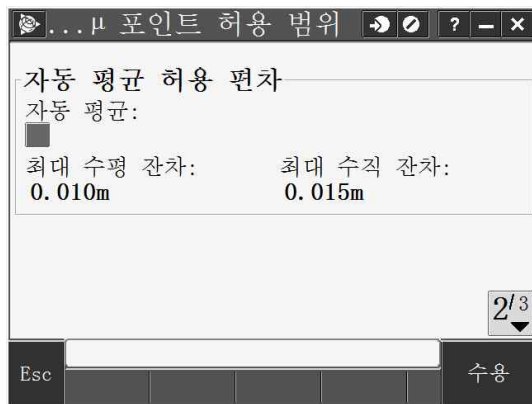 ...μ 포인트 허용 범위 ? – ×
자동 평균 허용 편차
자동 평균:
최대 수평 잔차: 최대 수직 잔차:
0.010m 0.015m
2/3
Esc 수용